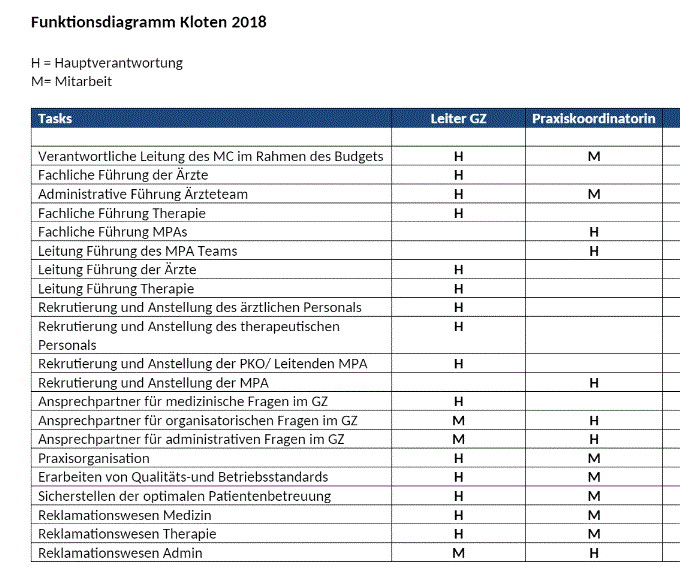 Funktionsdiagramm Kloten 2018
H = Hauptverantwortung
M= Mitarbeit
Tasks Leiter GZ Praxiskoordinatorin
Verantwortliche Leitung des MC im Rahmen des Budgets H M
Fachliche Führung der Ärzte H
Administrative Führung Ärzteteam H M
Fachliche Führung Therapie H
Fachliche Führung MPAs H
Leitung Führung des MPA Teams H
Leitung Führung der Ärzte H
Leitung Führung Therapie H
Rekrutierung und Anstellung des ärztlichen Personals H
Rekrutierung und Anstellung des therapeutischen H
Personals
Rekrutierung und Anstellung der PKO/ Leitenden MPA H
Rekrutierung und Anstellung der MPA H
Ansprechpartner für medizinische Fragen im GZ H
Ansprechpartner für organisatorischen Fragen im GZ M H
Ansprechpartner für administrativen Fragen im GZ M H
Praxisorganisation H M
Erarbeiten von Qualitäts-und Betriebsstandards H M
Sicherstellen der optimalen Patientenbetreuung H M
Reklamationswesen Medizin H M
Reklamationswesen Therapie H M
Reklamationswesen Admin M H